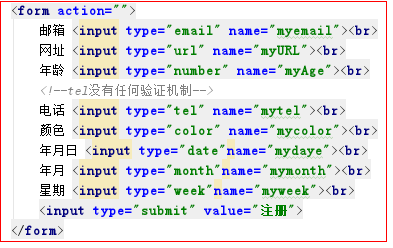 <form action="">
邮箱 <input type="email" name="myemail"><br>
网址 <input type="url" name="myURL"><br>
年龄 <input type="number" name="myAge"><br>
<!--tel没有任何验证机制-->
电话 <input type="tel" name="mytel"><br>
颜色 <input type="color" name="mycolor"><br>
年月日 <input type="date"name="mydaye"><br>
年月 <input type="month"name="mymonth"><br>
星期 <input type="week"name="myweek"><br>
<input type="submit" value="注册">
</form>